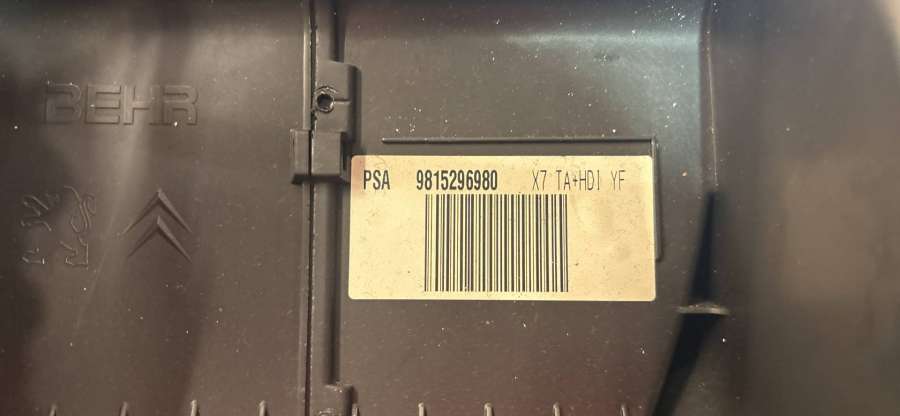 BEHR
PSA 9815296980 X7 TA+HDI YF